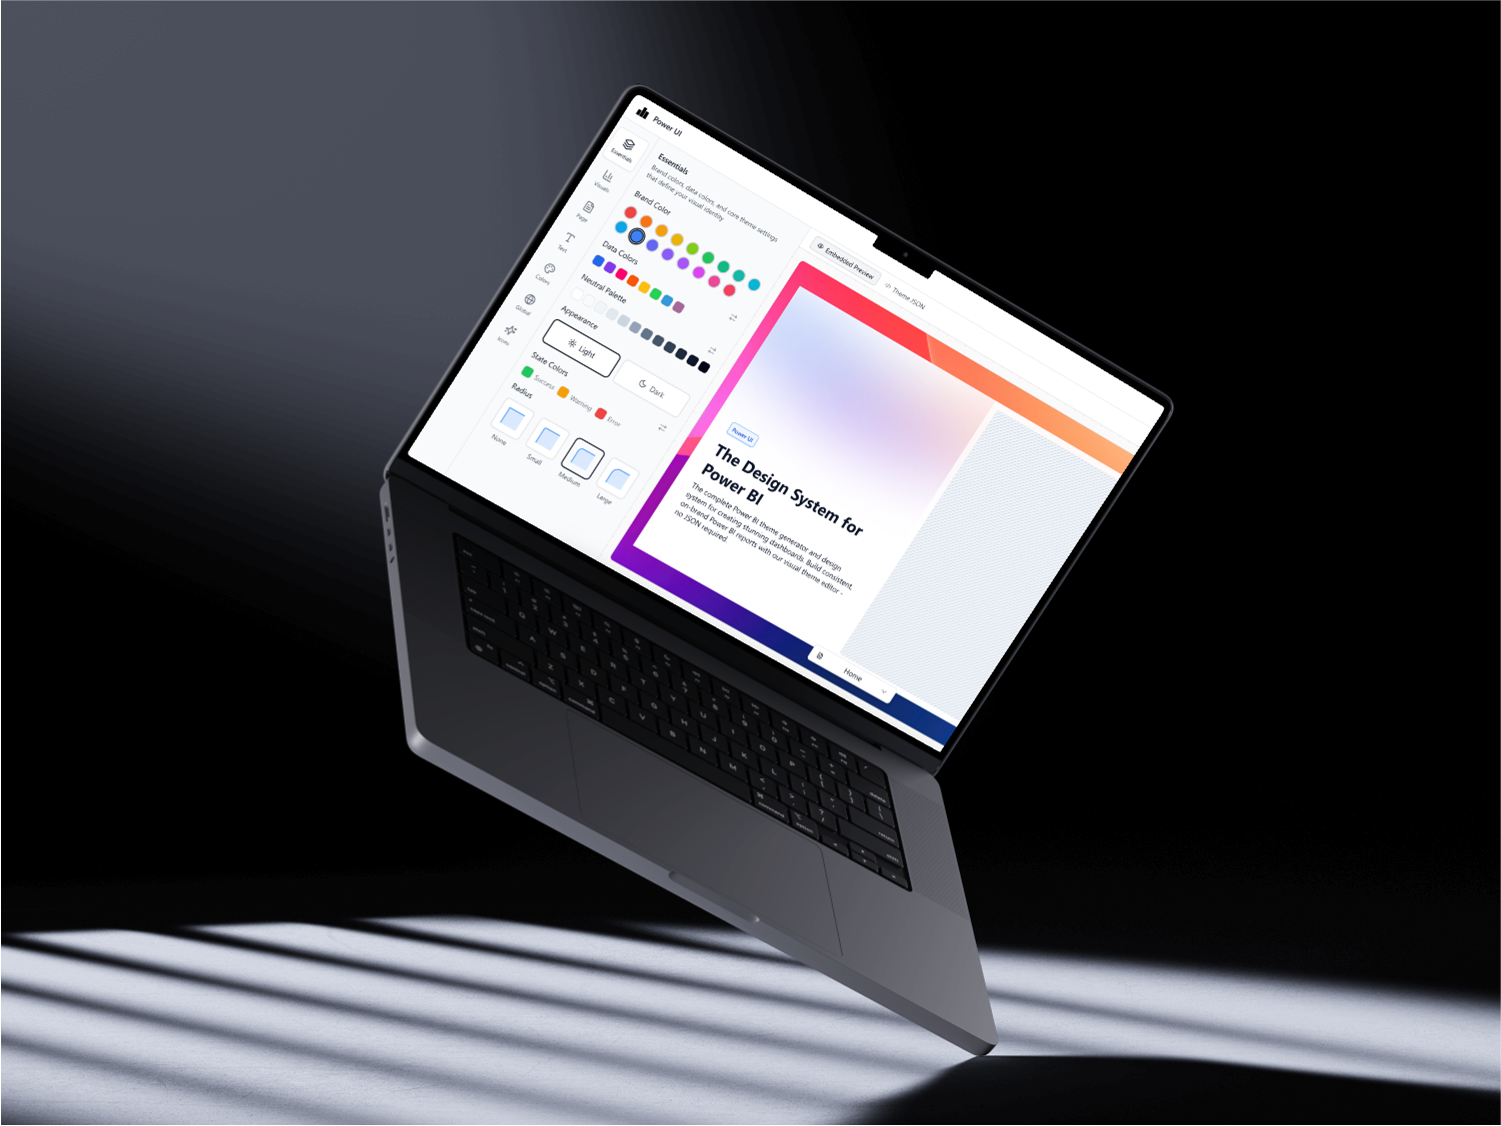 Power UI
Essentials
Visuals
Page
Text
Colors
Global
Icons
Essentials
Brand colors, data colors, and core theme settings
that define your visual identity
Brand Color
Data Colors
Neutral Palette
Appearance
Light
Dark
State Colors
Success
Warning
Error
Radius
None
Small
Medium
Large
Embedded Preview
Theme JSON
Power UI
The Design System for
Power BI
The complete Power BI theme generator and design
system for creating stunning dashboards. Build consistent,
on-brand Power BI reports with our visual theme editor -
no JSON required
Home